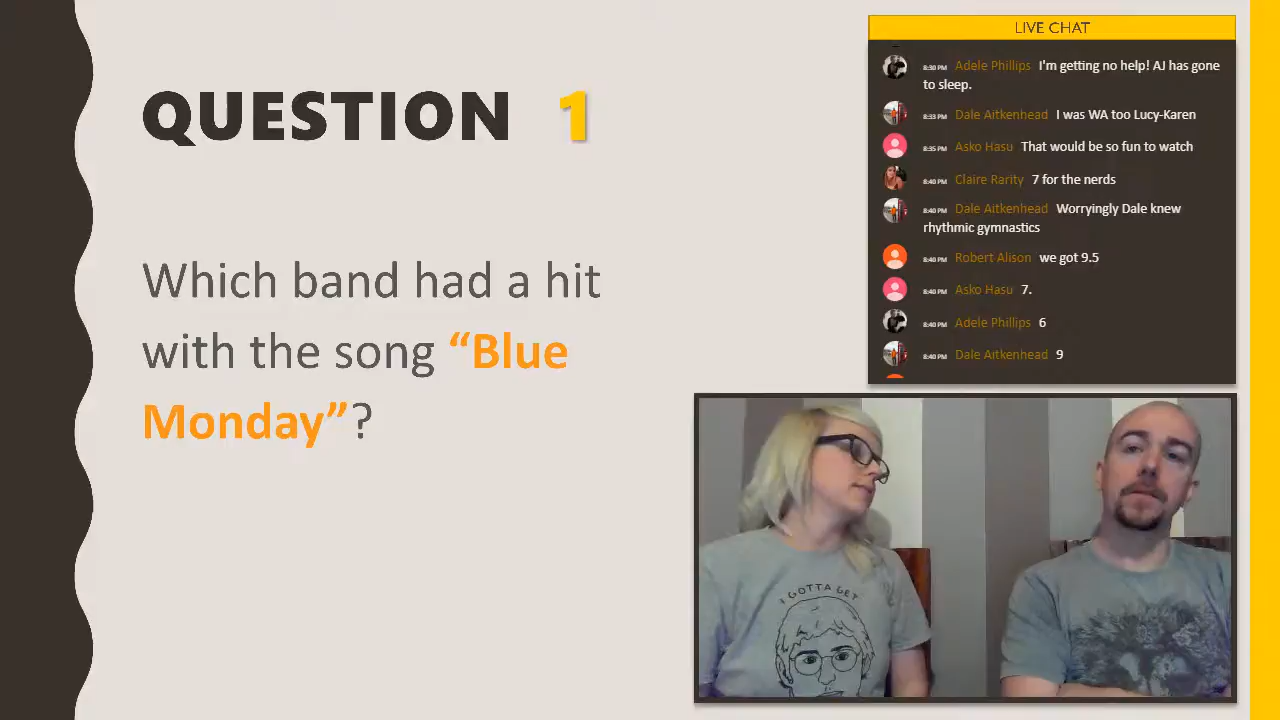 QUESTION 1
Which band had a hit
with the song “Blue
Monday”?
LIVE CHAT
8:30 PM Adele Phillips I'm getting no help! AJ has gone
to sleep.
8:33 PM Dale Aitkenhead I was WA too Lucy-Karen
8:35 PM Asko Hasu That would be so fun to watch
8:40 PM Claire Rarity 7 for the nerds
8:40 PM Dale Aitkenhead Worryingly Dale knew
rhythmic gymnastics
8:40 PM Robert Alison we got 9.5
8:40 PM Asko Hasu 7.
8:40 PM Adele Phillips 6
8:40 PM Dale Aitkenhead 9
I GOTTA GET